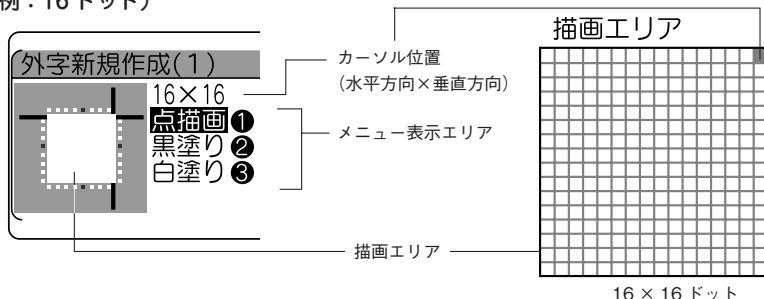 例：16 ドット）
外字新規作成(1)
16×16
点描画❶
黒塗り❷
白塗り❸
カーソル位置
（水平方向×垂直方向）
メニュー表示エリア
描画エリア
描画エリア
16 × 16 ドット